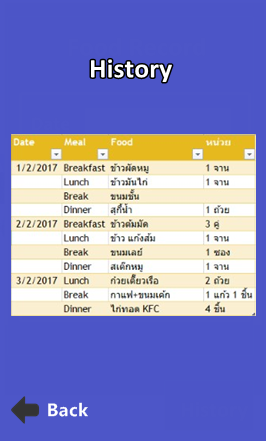 History
Date Meal Food หน่วย
1/2/2017 Breakfast ข้าวผัดหมู 1 จาน
Lunch ข้าวมันไก่ 1 จาน
Break ขนมชั้น
Dinner สุกี้น้ำ 1 ถ้วย
2/2/2017 Breakfast ข้าวต้มมัด 3 คู่
Lunch ข้าว แกงส้ม 1 จาน
Break ขนมเลย์ 1 ซอง
Dinner สเต็กหมู 1 จาน
3/2/2017 Lunch ก๋วยเตี๋ยวเรือ 2 ถ้วย
Break กาแฟ+ขนมเค้ก 1 แก้ว 1 ชิ้น
Dinner ไก่ทอด KFC 4 ชิ้น
Back